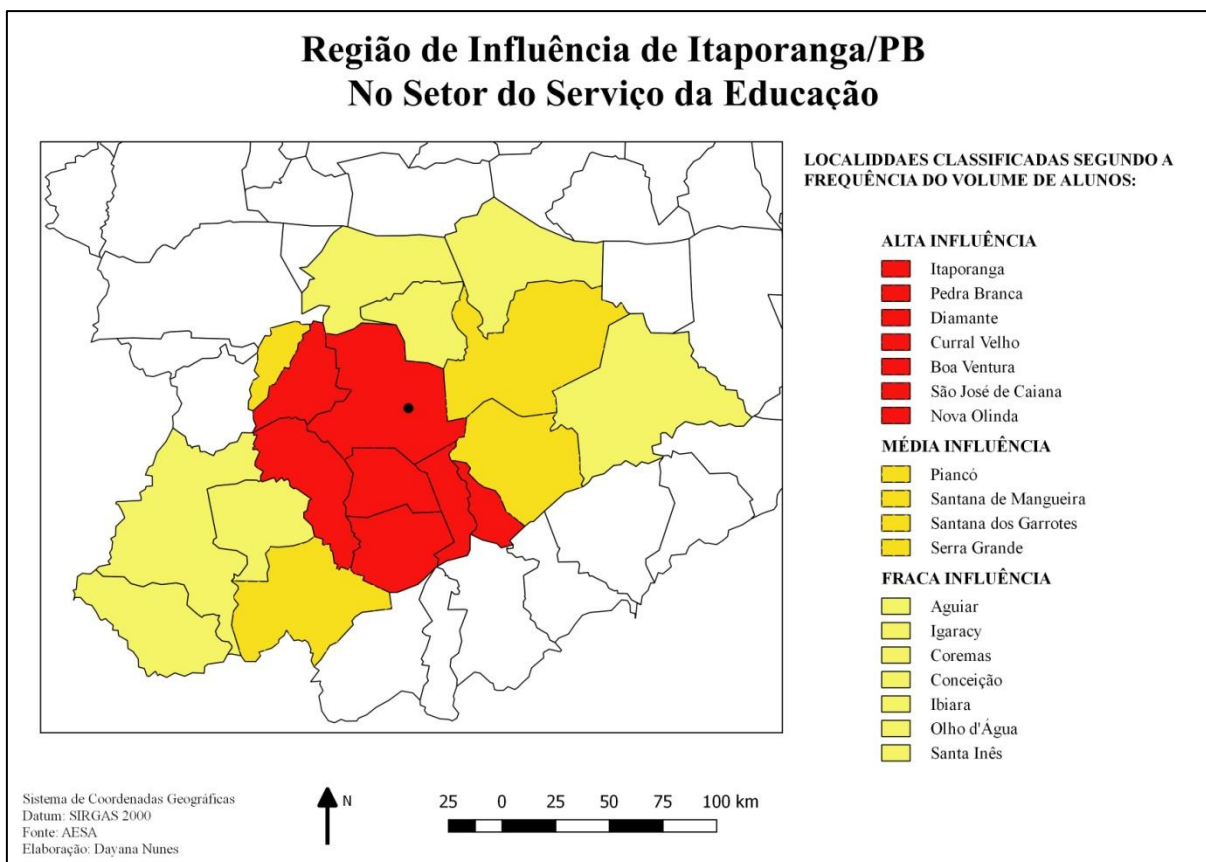 Região de Influência de Itaporanga/PB
No Setor do Serviço da Educação
LOCALIDDAES CLASSIFICADAS SEGUNDO A
FREQUÊNCIA DO VOLUME DE ALUNOS:
ALTA INFLUÊNCIA
Itaporanga
Pedra Branca
Diamante
Curral Velho
Boa Ventura
São José de Caiana
Nova Olinda
MÉDIA INFLUÊNCIA
Piancó
Santana de Mangueira
Santana dos Garrotes
Serra Grande
FRACA INFLUÊNCIA
Aguiar
Igaracy
Coremas
Conceição
Ibiara
Olho d'Água
Santa Inês
Sistema de Coordenadas Geográficas
Datum: SIRGAS 2000
Fonte: AESA
Elaboração: Dayana Nunes
N
25 0 25 50 75 100 km